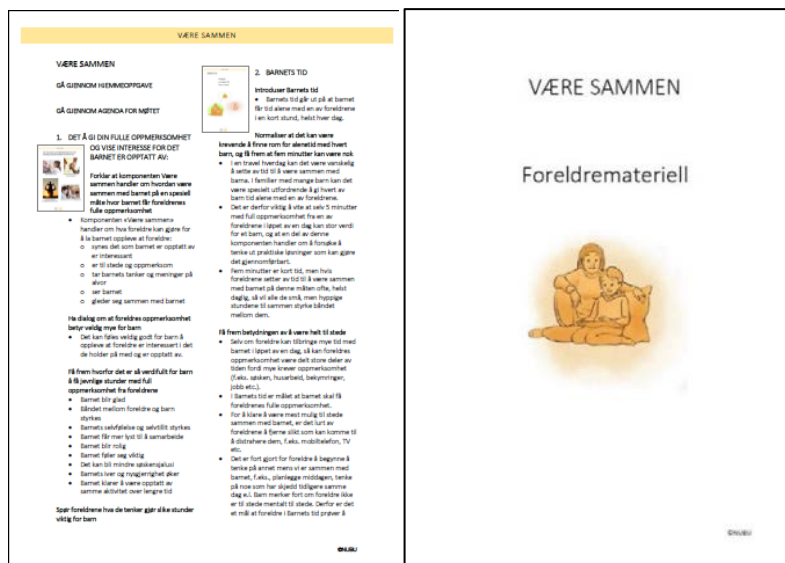 VÆRE SAMMEN
VÆRE SAMMEN
GÅ GJENNOM HJEMMEOPPGAVE
GÅ GJENNOM AGENDA FOR MØTET
1. DET Å GI DIN FULLE OPPMERKSOMHET
OG VISE INTERESSE FOR DET
BARNET ER OPPTATT AV:
Forklar at komponenten Være
sammen handler om hvordan være
sammen med barnet på en spesiell
måte hvor barnet får foreldrenes
fulle oppmerksomhet
• Komponenten «Være sammen»
handler om hva foreldre kan gjøre for
å la barnet oppleve at foreldre:
o synes det som barnet er opptatt av
er interessant
o er til stede og oppmerksom
o tar barnets tanker og meninger på
alvor
o ser barnet
o gleder seg sammen med barnet
Ha dialog om at foreldres oppmerksomhet
betyr veldig mye for barn
• Det kan føles veldig godt for barn å
oppleve at foreldre er interessert i det
de holder på med og er opptatt av.
Få frem hvorfor det er så verdifullt for barn
å få jevnlige stunder med full
oppmerksomhet fra foreldrene
• Barnet blir glad
• Båndet mellom foreldre og barn
styrkes
• Barnets selvfølelse og selvtillit styrkes
• Barnet får mer lyst til å samarbeide
• Barnet blir rolig
• Barnet føler seg viktig
• Det kan bli mindre søskensjalusi
• Barnets iver og nysgjerrighet øker
• Barnet klarer å være opptatt av
samme aktivitet over lengre tid
Spør foreldrene hva de tenker gjør slike stunder
viktig for barn
2. BARNETS TID
Introduser Barnets tid
• Barnets tid går ut på at barnet
får tid alene med en av foreldrene
i en kort stund, helst hver dag.
Normaliser at det kan være
krevende å finne rom for alenetid med hvert
barn, og få frem at fem minutter kan være nok
• I en travel hverdag kan det være vanskelig
å sette av tid til å være sammen med
barna. I familier med mange barn kan det
være spesielt utfordrende å gi hvert av
barn tid alene med en av foreldrene.
• Det er derfor viktig å vite at selv 5 minutter
med full oppmerksomhet fra en av
foreldrene i løpet av en dag kan stor verdi
for et barn, og at en del av denne
komponenten handler om å forsøke å
tenke ut praktiske løsninger som kan gjøre
det gjennomførbart.
• Fem minutter er kort tid, men hvis
foreldrene setter av tid til å være sammen
med barnet på denne måten ofte, helst
daglig, så vil alle de små, men hyppige
stundene til sammen styrke båndet
mellom dem.
Få frem betydningen av å være helt til stede
• Selv om foreldre kan tilbringe mye tid med
barnet i løpet av en dag, så kan foreldres
oppmerksomhet være delt store deler av
tiden fordi mye krever oppmerksomhet
(f.eks. søsken, husarbeid, bekymringer,
jobb etc.).
• I Barnets tid er målet at barnet skal få
foreldrenes fulle oppmerksomhet.
• For å klare å være mest mulig til stede
sammen med barnet, er det lurt av
foreldrene å fjerne slikt som kan komme til
å distrahere dem, f.eks. mobiltelefon, TV
etc.
• Det er fort gjort for foreldre å begynne å
tenke på annet mens vi er sammen med
barnet, f.eks., planlegge middagen, tenke
på noe som har skjedd tidligere samme
dag e.l. Barn merker fort om foreldre ikke
er til stede mentalt til stede. Derfor er det
et mål at foreldre i Barnets tid prøver å
©NUBU
VÆRE SAMMEN
Foreldremateriell
©NUBU